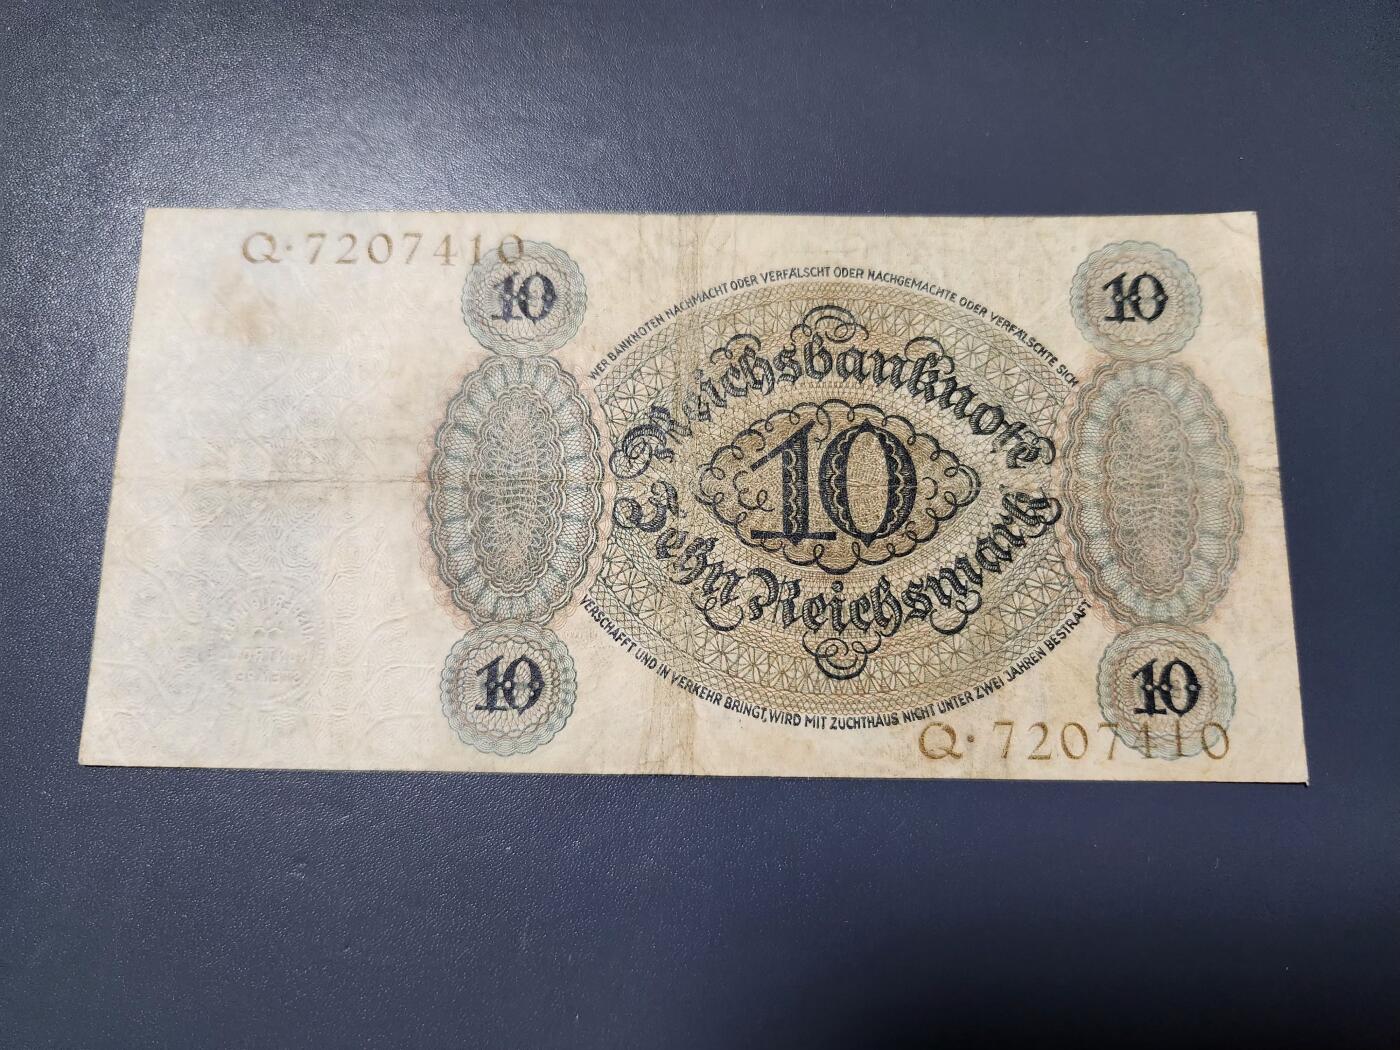 Q·7207410
10
10
WER BANKNOTEN NACHMACHT ODER VERFÄLSCHT ODER NACHGEMACHTE ODER VERFÄLSCHTE SICH
Reichsbanknote
10
Zehn Reichsmark
VERSCHAFFT UND IN VERKEHR BRINGT, WIRD MIT ZUCHTHAUS NICHT UNTER ZWEI JAHREN BESTRAFT
10
10
Q·7207410